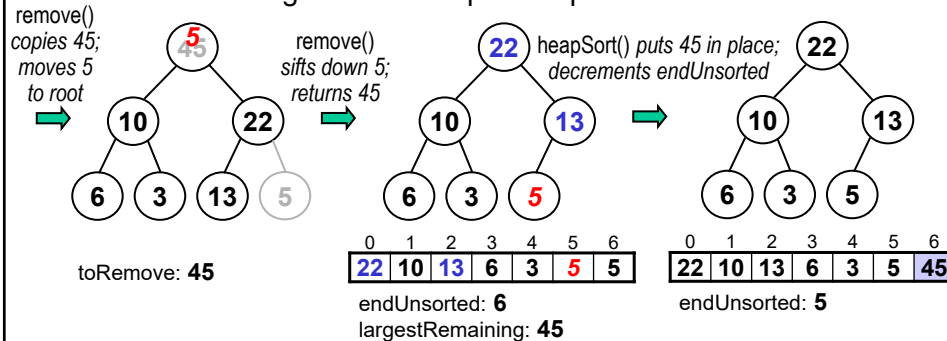 remove()
copies 45;
moves 5
to root
5
45
10
22
6
3
13
5
toRemove: 45
remove()
sifts down 5;
returns 45
22
10
13
6
3
5
0 1 2 3 4 5 6
22 10 13 6 3 5 5
endUnsorted: 6
largestRemaining: 45
heapSort() puts 45 in place;
decrements endUnsorted
22
10
13
6
3
5
0 1 2 3 4 5 6
22 10 13 6 3 5 45
endUnsorted: 5